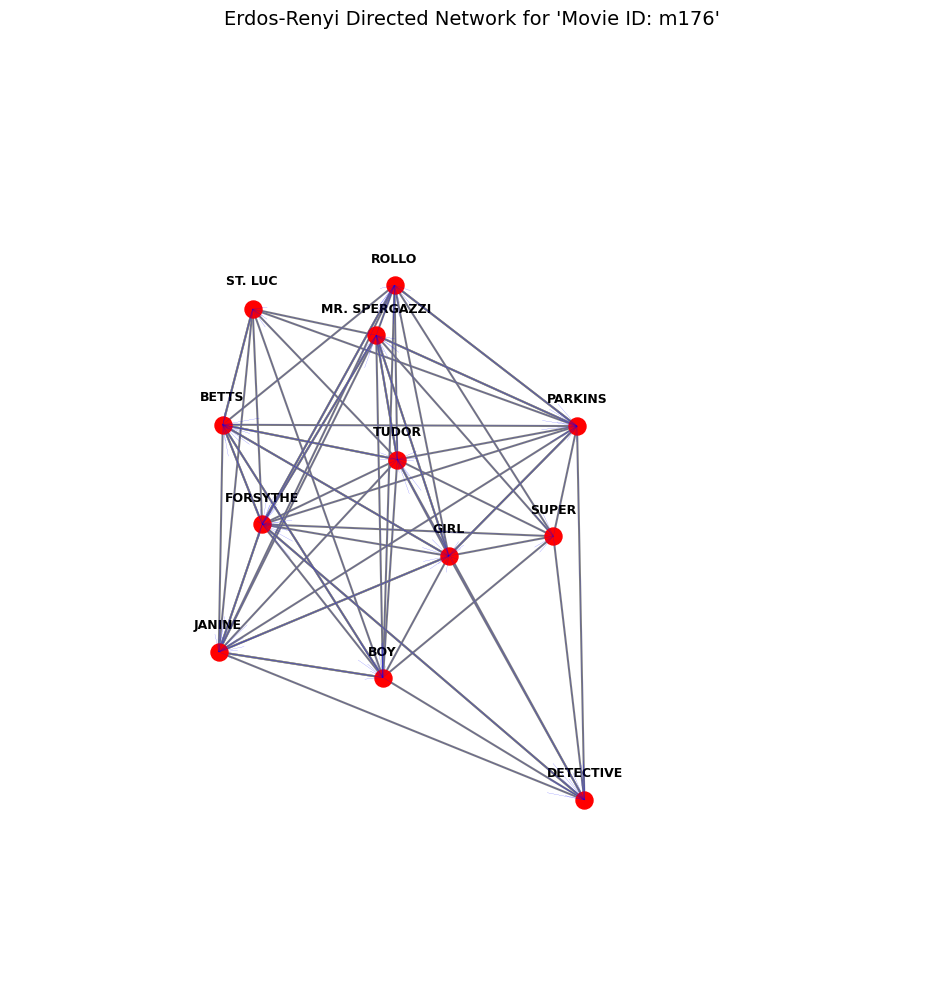 Erdos-Renyi Directed Network for 'Movie ID: m176'
ROLLO
ST. LUC
MR. SPERGAZZI
BETTS
PARKINS
TUDOR
FORSYTHE
SUPER
GIRL
JANINE
BOY
DETECTIVE